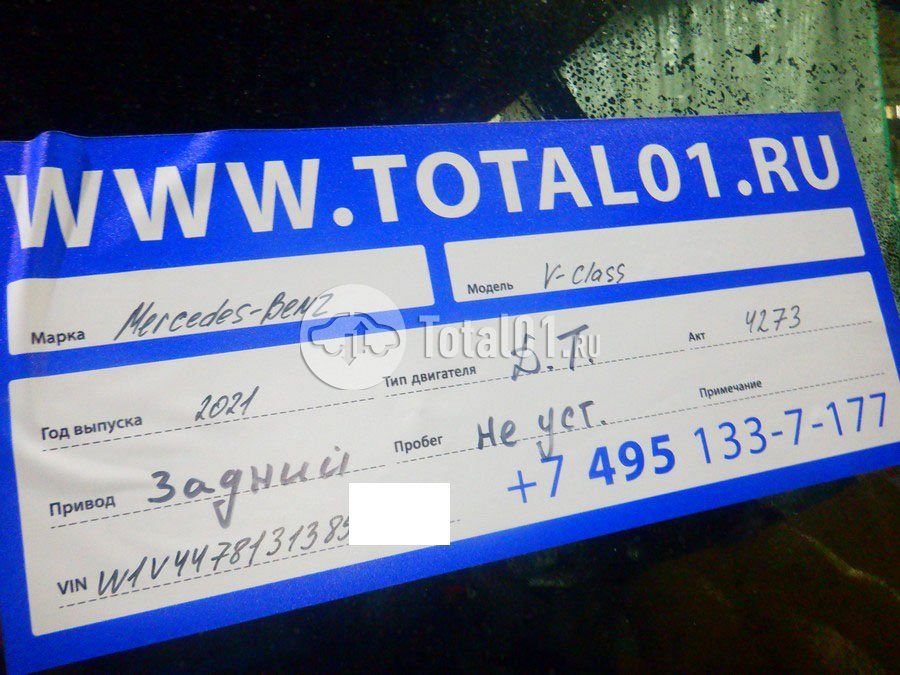 WWW.TOTAL01.RU
Марка Mercedes-Benz
Модель V-Class
Год выпуска 2021
Тип двигателя Д.Т.
Акт 4273
Привод Задний
Пробег не уст.
Примечание
+7 495 133-7-177
VIN W1V4478131385
Total01.ru